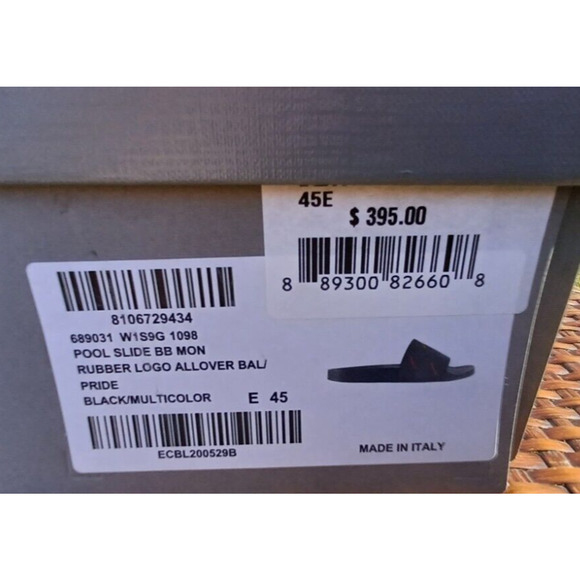 45E
$ 395.00
8 89300 82660 8
8106729434
689031 W1S9G 1098
POOL SLIDE BB MON
RUBBER LOGO ALLOVER BAL/
PRIDE
BLACK/MULTICOLOR E 45
ECBL200529B
MADE IN ITALY